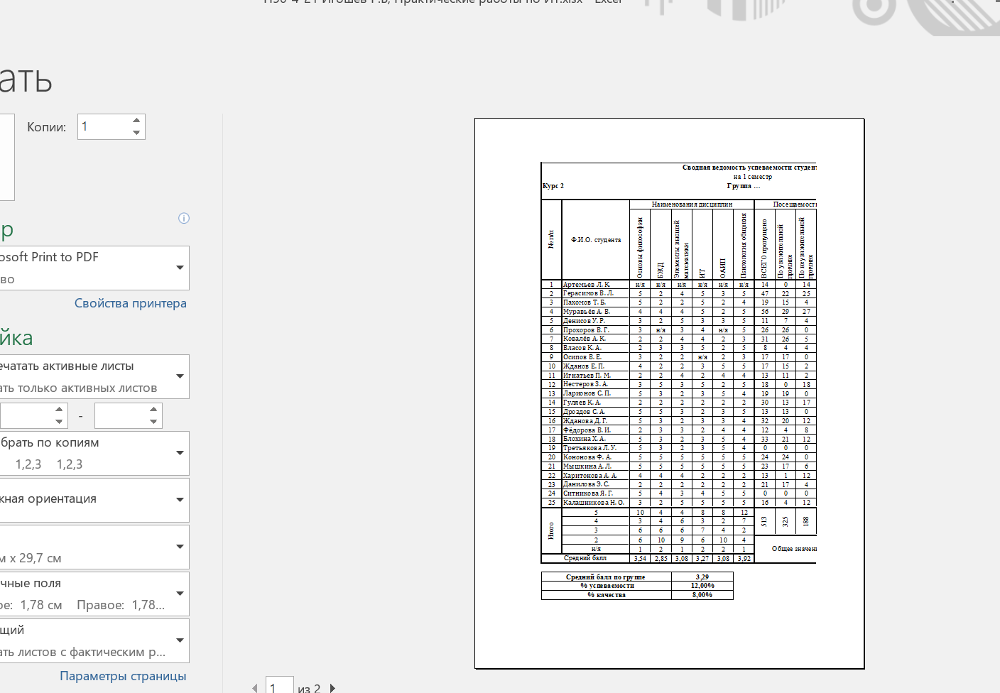 П50-4-21 Игошев Г.В, Практические работы по ИТ.xlsx - Excel
ать
Копии: 1
р
osoft Print to PDF
во
Свойства принтера
йка
ечатать активные листы
ать только активных листов
-
брать по копиям
1,2,3 1,2,3
жная ориентация
м x 29,7 см
чные поля
ое: 1,78 см Правое: 1,78...
щий
ать листов с фактическим р...
Параметры страницы
1 из 2
Сводная ведомость успеваемости студент
на 1 семестр
Курс 2 Группа ...
Наименования дисциплин Посещаемость
№ п/п Ф.И.О. студента Основы философии БЖД Элементы высшей математики ИТ ОАИП Психология общения ВСЕГО пропущено По уважительной причине По неуважительной причине
1 Артемьев Л. К. н/я н/я н/я н/я н/я н/я 14 0 14
2 Герасимов В. Л. 5 2 4 5 3 5 47 22 25
3 Пахомов Т. Б. 5 2 2 5 2 4 19 15 4
4 Муравьёв А. В. 4 4 4 5 2 5 56 29 27
5 Денисов У. Р. 3 2 5 3 3 5 11 7 4
6 Прохоров В. Г. 3 н/я 3 4 н/я 5 26 26 0
7 Ковалёв А. К. 2 2 4 4 2 3 31 26 5
8 Власов К. А. 2 3 3 5 2 5 8 4 4
9 Осипов В. Е. 3 2 2 н/я 2 3 17 17 0
10 Жданов Е. П. 4 2 2 3 5 5 17 15 2
11 Игнатьев П. М. 2 2 4 2 4 4 13 11 2
12 Нестеров З. А. 3 5 3 5 2 5 18 0 18
13 Ларионов С. П. 5 3 2 3 5 4 19 19 0
14 Гуляев К. А. 2 2 2 2 2 2 30 13 17
15 Дроздов С. А. 5 5 3 2 3 5 13 13 0
16 Жданова Д. Г. 5 3 2 3 3 4 32 20 12
17 Фёдорова В. И. 2 3 3 2 4 4 12 4 8
18 Блохина Х. А. 5 3 2 3 5 4 33 21 12
19 Третьякова Л. У. 5 3 2 3 5 4 0 0 0
20 Кононова Ф. А. 5 5 5 5 5 5 24 24 0
21 Мышкина А. Л. 5 5 5 5 5 5 23 17 6
22 Харитонова А. А. 4 4 4 2 2 2 13 1 12
23 Данилова Э. С. 2 2 2 2 2 2 21 17 4
24 Ситникова Я. Г. 5 4 3 4 5 5 0 0 0
25 Калашникова Н. О. 3 2 5 5 5 5 16 4 12
Итого 5 10 4 4 8 8 12 513 325 188
4 3 4 6 3 2 7
3 6 6 6 7 4 2
2 6 10 9 6 10 4
н/я 1 2 1 2 2 1 Общее значени
Средний балл 3,54 2,85 3,08 3,27 3,08 3,92
Средний балл по группе 3,29
% успеваемости 12,00%
% качества 8,00%